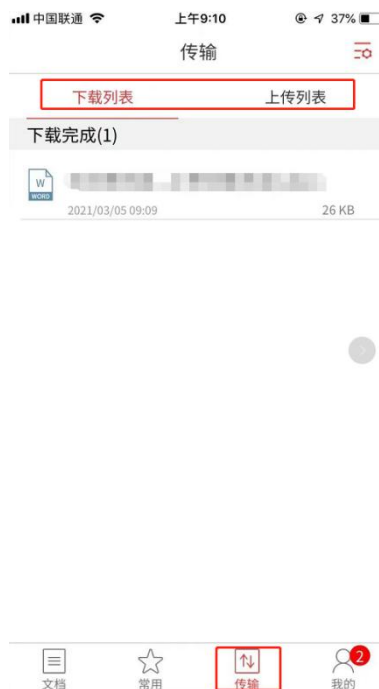 中国联通 上午9:10 37%
传输
下载列表 上传列表
下载完成(1)
W
WORD
2021/03/05 09:09 26 KB
2
文档 常用 传输 我的